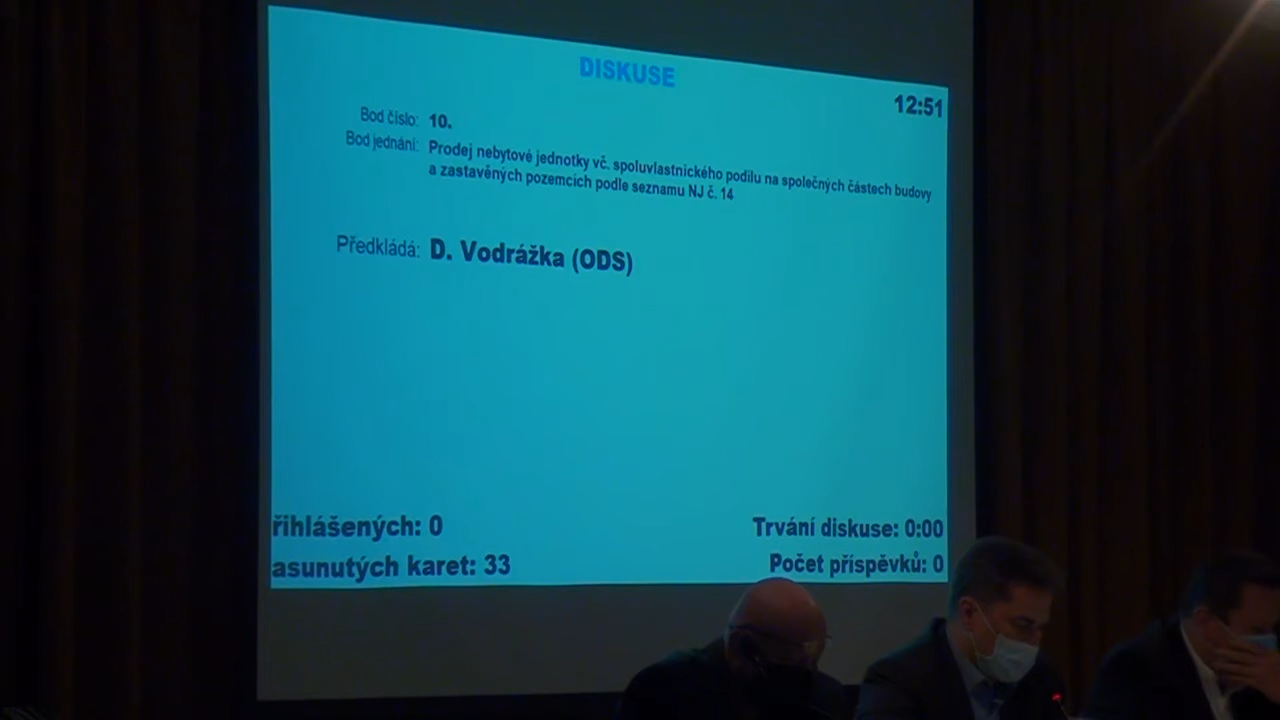 DISKUSE
12:51
Bod číslo: 10.
Bod jednání: Prodej nebytové jednotky vč. spoluvlastnického podílu na společných částech budovy
a zastavěných pozemcích podle seznamu NJ č. 14
Předkládá: D. Vodrážka (ODS)
řihlášených: 0
Trvání diskuse: 0:00
asunutých karet: 33
Počet příspěvků: 0